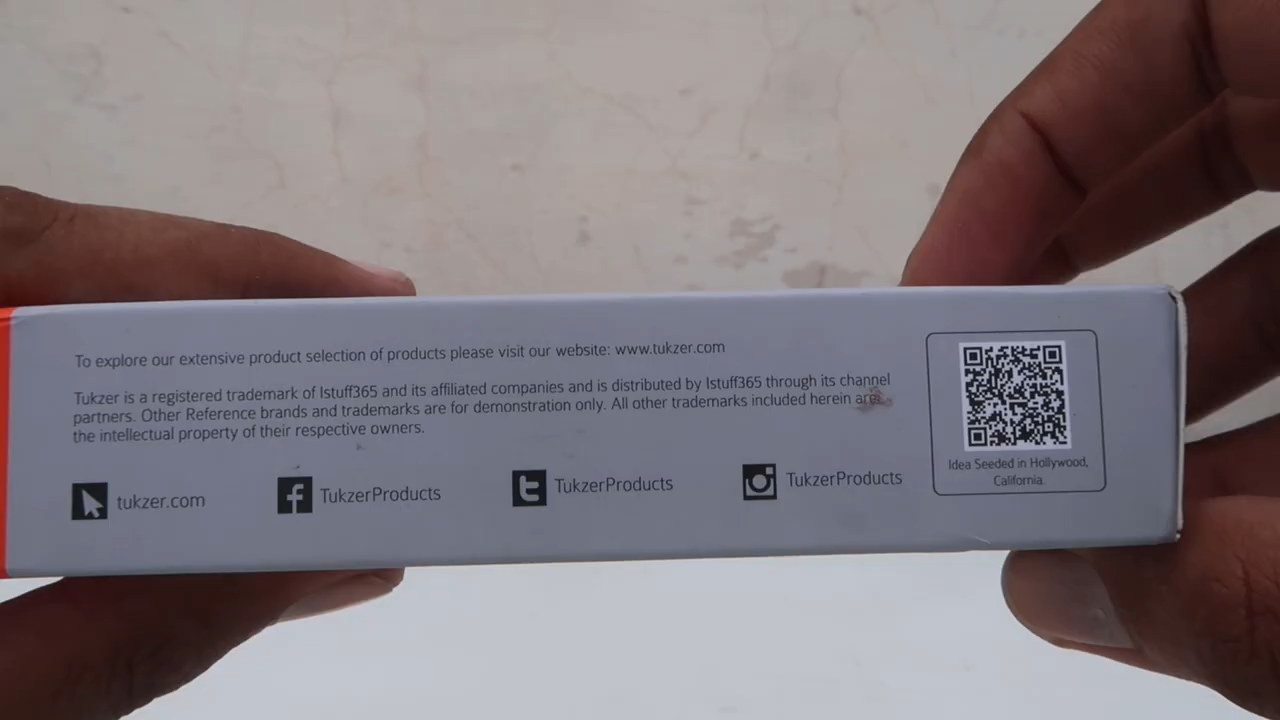 To explore our extensive product selection of products please visit our website: www.tukzer.com
Tukzer is a registered trademark of Istuff365 and its affiliated companies and is distributed by Istuff365 through its channel
partners. Other Reference brands and trademarks are for demonstration only. All other trademarks included herein are
the intellectual property of their respective owners.
tukzer.com
TukzerProducts
TukzerProducts
TukzerProducts
Idea Seeded in Hollywood,
California.